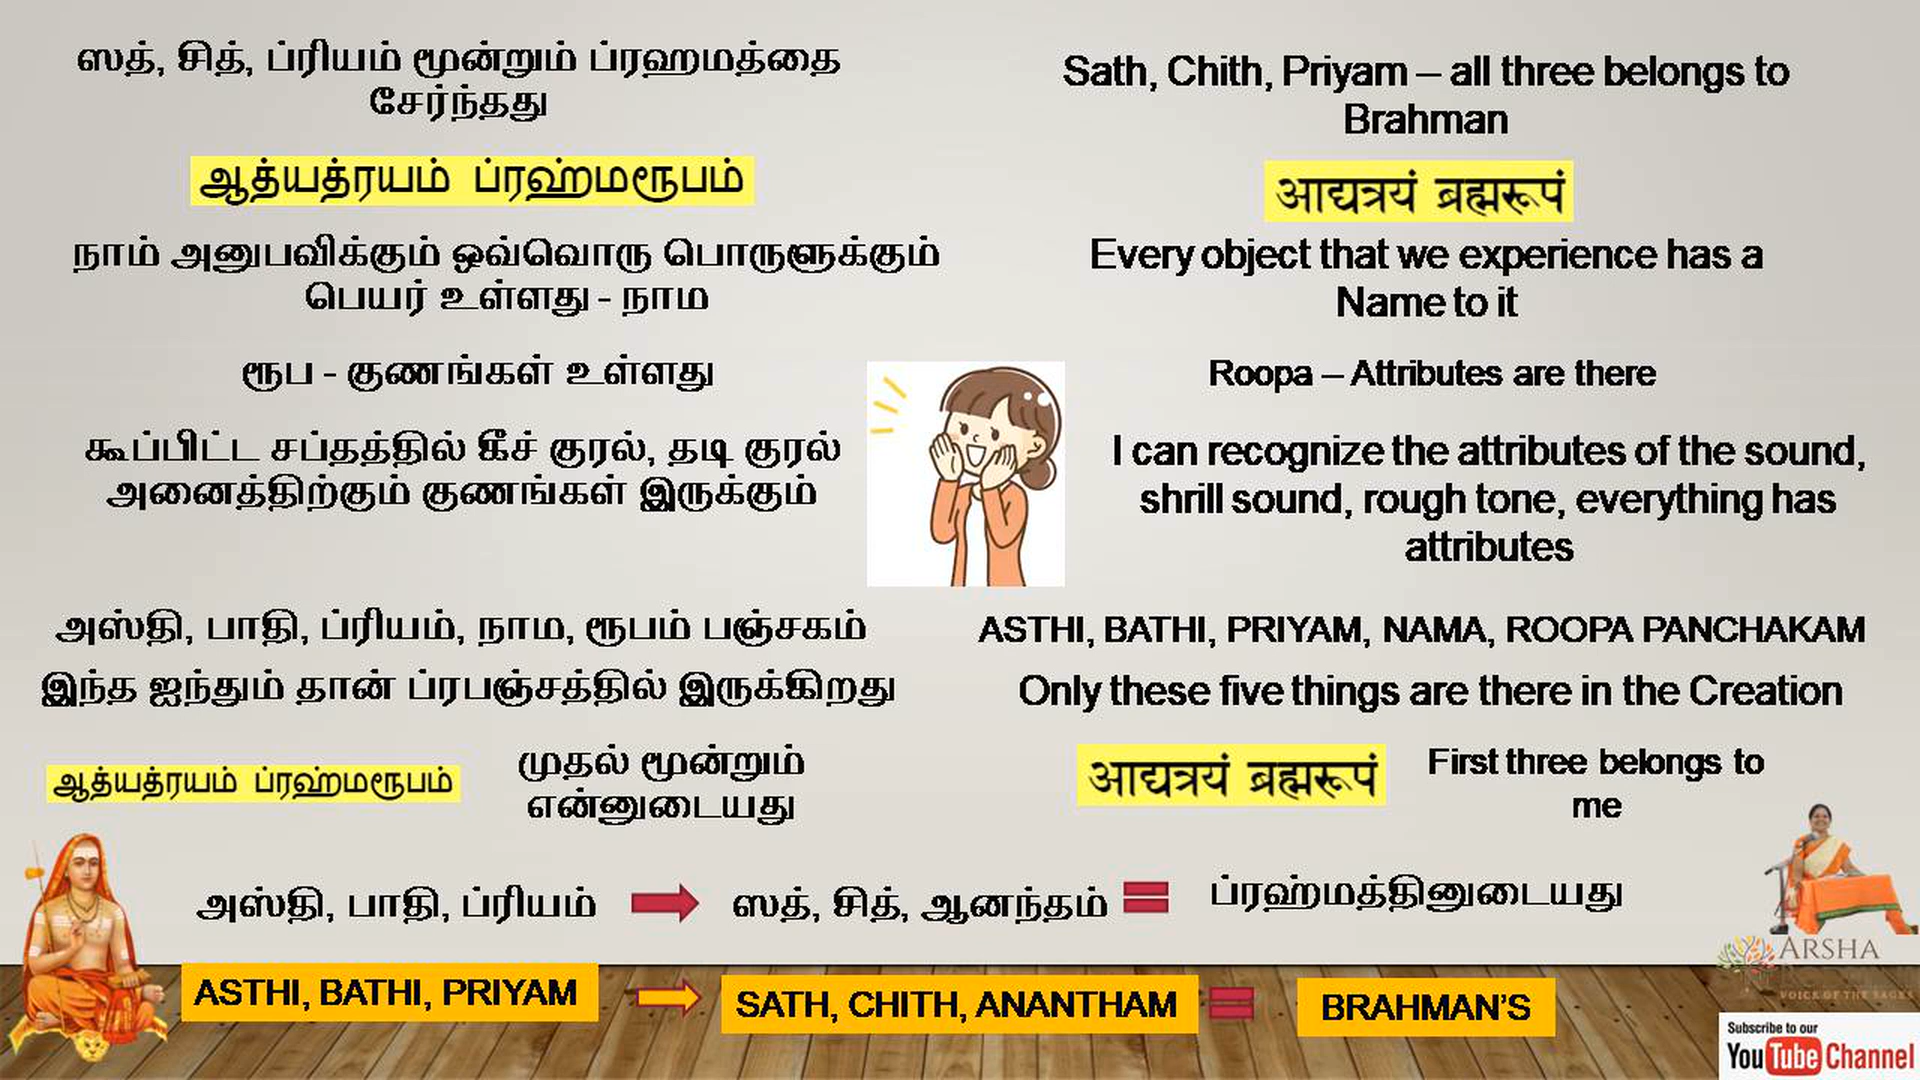 ஸத், சித், ப்ரியம் மூன்றும் ப்ரஹமத்தை
சேர்ந்தது
Sath, Chith, Priyam – all three belongs to
Brahman
ஆத்யத்ரயம் ப்ரஹ்மரூபம்
आद्यत्रयं ब्रह्मरूपं
நாம் அனுபவிக்கும் ஒவ்வொரு பொருளுக்கும்
பெயர் உள்ளது - நாம
Every object that we experience has a
Name to it
ரூப - குணங்கள் உள்ளது
Roopa – Attributes are there
கூப்பிட்ட சப்தத்தில் கீச் குரல், தடி குரல்
அனைத்திற்கும் குணங்கள் இருக்கும்
I can recognize the attributes of the sound,
shrill sound, rough tone, everything has
attributes
அஸ்தி, பாதி, ப்ரியம், நாம, ரூபம் பஞ்சகம்
ASTHI, BATHI, PRIYAM, NAMA, ROOPA PANCHAKAM
இந்த ஐந்தும் தான் ப்ரபஞ்சத்தில் இருக்கிறது
Only these five things are there in the Creation
ஆத்யத்ரயம் ப்ரஹ்மரூபம்
முதல் மூன்றும்
என்னுடையது
आद्यत्रयं ब्रह्मरूपं
First three belongs to
me
அஸ்தி, பாதி, ப்ரியம்
ஸத், சித், ஆனந்தம்
ப்ரஹ்மத்தினுடையது
ASTHI, BATHI, PRIYAM
SATH, CHITH, ANANTHAM
BRAHMAN'S
ARSHA
VOICE OF THE SAGES
Subscribe to our
YouTube Channel